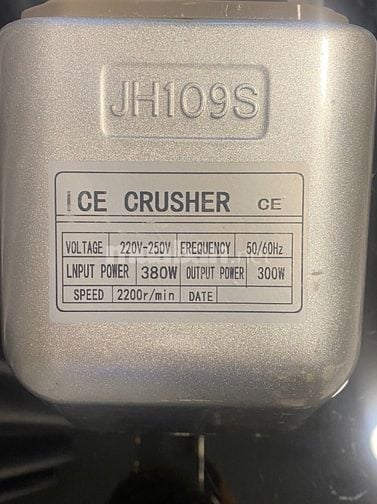 JH109S
ICE CRUSHER CE
VOLTAGE 220V-250V FREQUENCY 50/60Hz
LNPUT POWER 380W OUTPUT POWER 300W
SPEED 2200r/min DATE